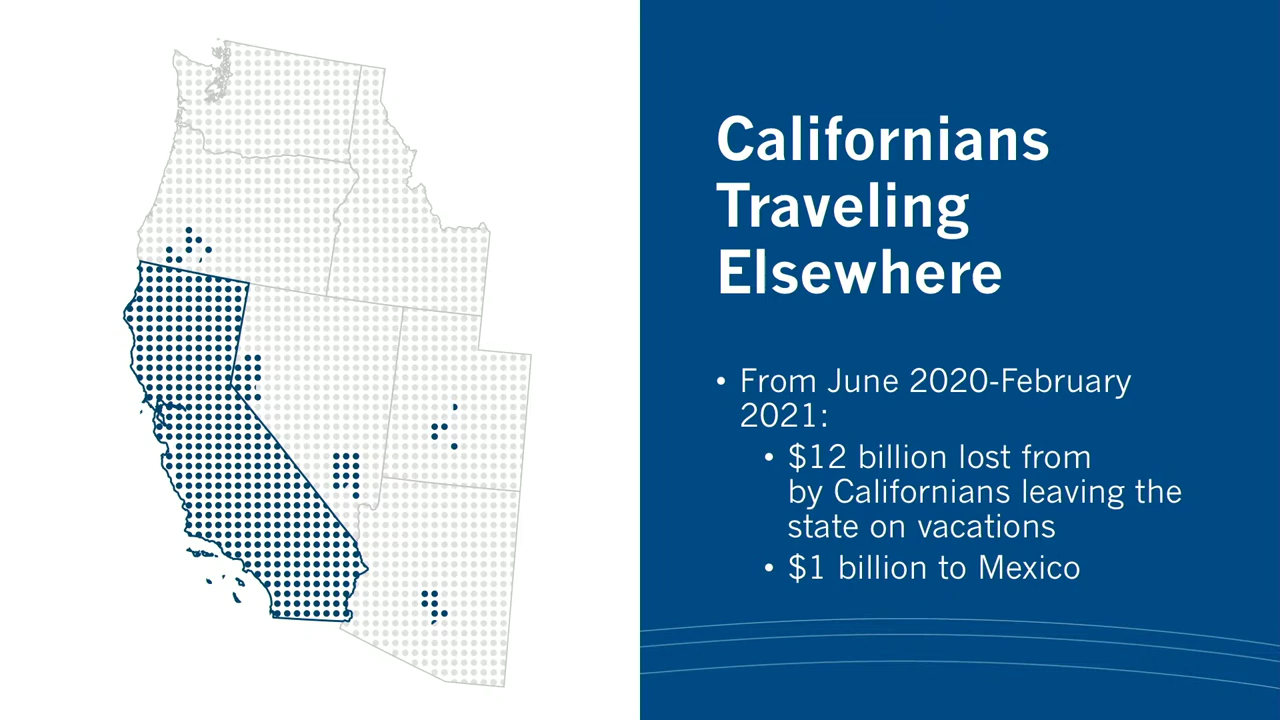 Californians
Traveling
Elsewhere
• From June 2020-February
2021:
• $12 billion lost from
by Californians leaving the
state on vacations
• $1 billion to Mexico